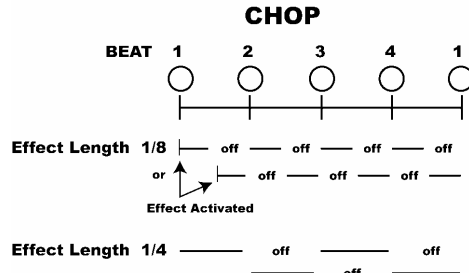 CHOP
BEAT 1 2 3 4 1
Effect Length 1/8 off off off off
or off off off
Effect Activated
Effect Length 1/4 off off
off